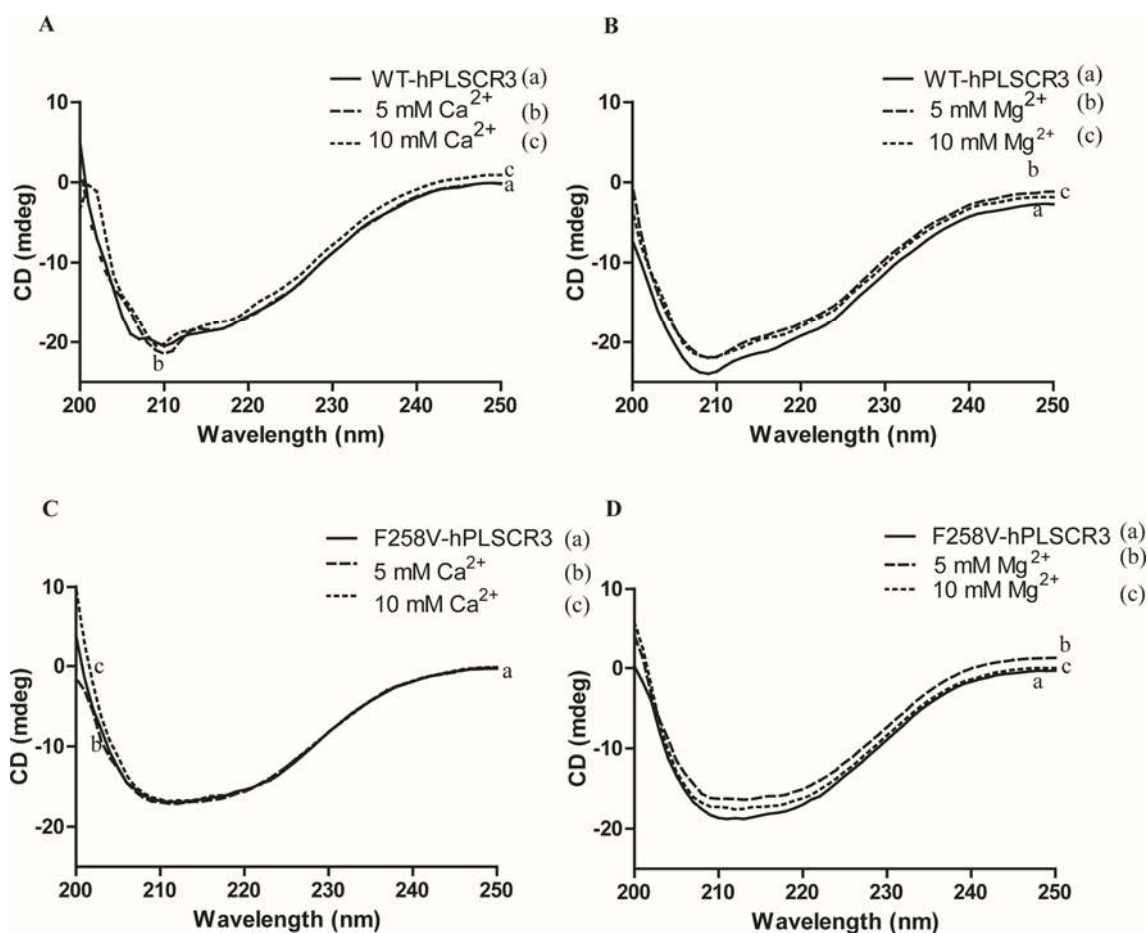 A
WT-hPLSCR3 (a)
5 mM Ca²⁺ (b)
10 mM Ca²⁺ (c)
CD (mdeg)
10
0
-10
-20
c
a
b
200 210 220 230 240 250
Wavelength (nm)
B
WT-hPLSCR3 (a)
5 mM Mg²⁺ (b)
10 mM Mg²⁺ (c)
CD (mdeg)
10
0
-10
-20
b
c
a
200 210 220 230 240 250
Wavelength (nm)
C
F258V-hPLSCR3 (a)
5 mM Ca²⁺ (b)
10 mM Ca²⁺ (c)
CD (mdeg)
10
0
-10
-20
c
a
b
200 210 220 230 240 250
Wavelength (nm)
D
F258V-hPLSCR3 (a)
5 mM Mg²⁺ (b)
10 mM Mg²⁺ (c)
CD (mdeg)
10
0
-10
-20
b
c
a
200 210 220 230 240 250
Wavelength (nm)